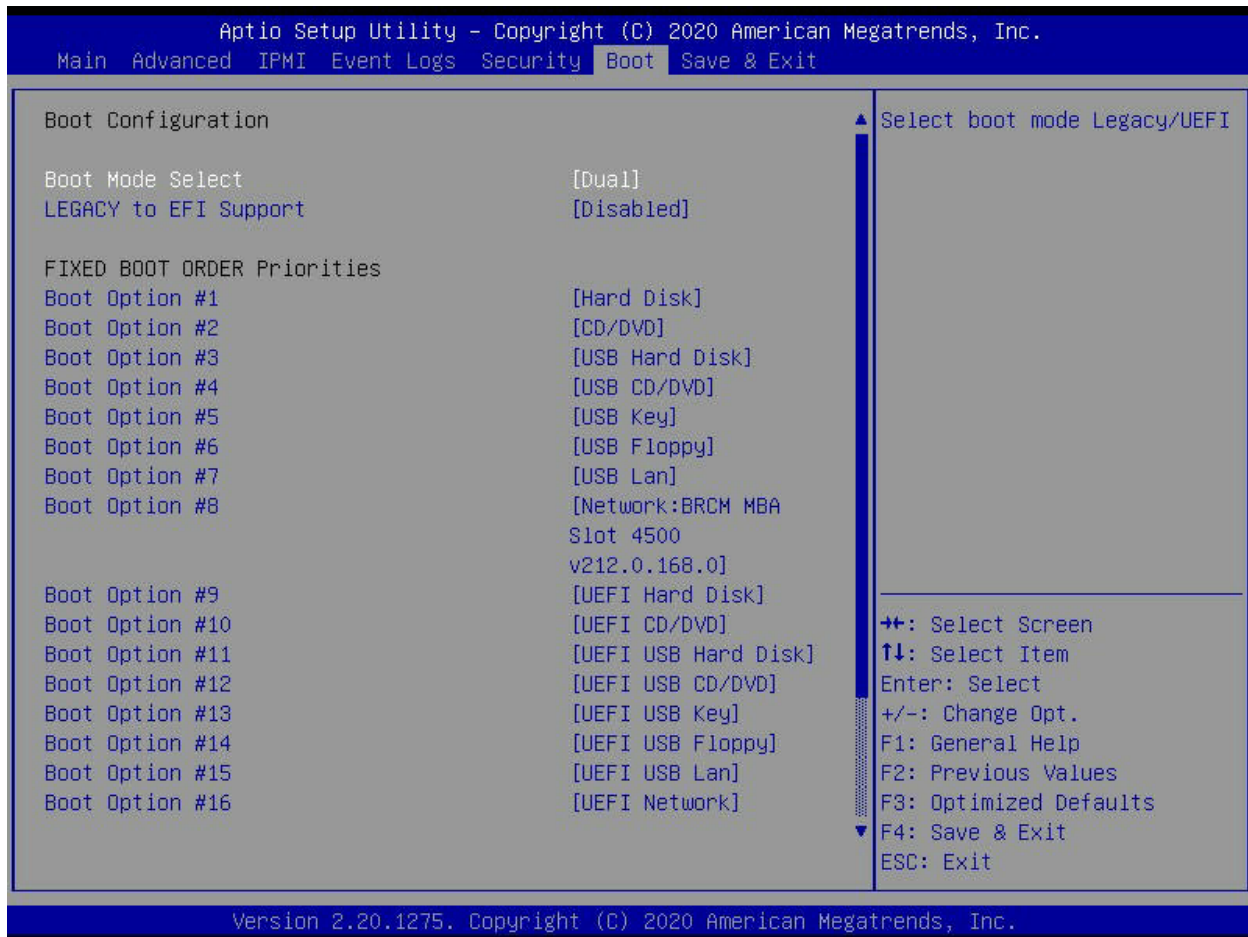 Aptio Setup Utility – Copyright (C) 2020 American Megatrends, Inc.
Main Advanced IPMI Event Logs Security Boot Save & Exit
Boot Configuration
Boot Mode Select [Dual]
LEGACY to EFI Support [Disabled]
FIXED BOOT ORDER Priorities
Boot Option #1 [Hard Disk]
Boot Option #2 [CD/DVD]
Boot Option #3 [USB Hard Disk]
Boot Option #4 [USB CD/DVD]
Boot Option #5 [USB Key]
Boot Option #6 [USB Floppy]
Boot Option #7 [USB Lan]
Boot Option #8 [Network:BRCM MBA
Slot 4500
v212.0.168.0]
Boot Option #9 [UEFI Hard Disk]
Boot Option #10 [UEFI CD/DVD]
Boot Option #11 [UEFI USB Hard Disk]
Boot Option #12 [UEFI USB CD/DVD]
Boot Option #13 [UEFI USB Key]
Boot Option #14 [UEFI USB Floppy]
Boot Option #15 [UEFI USB Lan]
Boot Option #16 [UEFI Network]
Select boot mode Legacy/UEFI
→←: Select Screen
↑↓: Select Item
Enter: Select
+/-: Change Opt.
F1: General Help
F2: Previous Values
F3: Optimized Defaults
F4: Save & Exit
ESC: Exit
Version 2.20.1275. Copyright (C) 2020 American Megatrends, Inc.